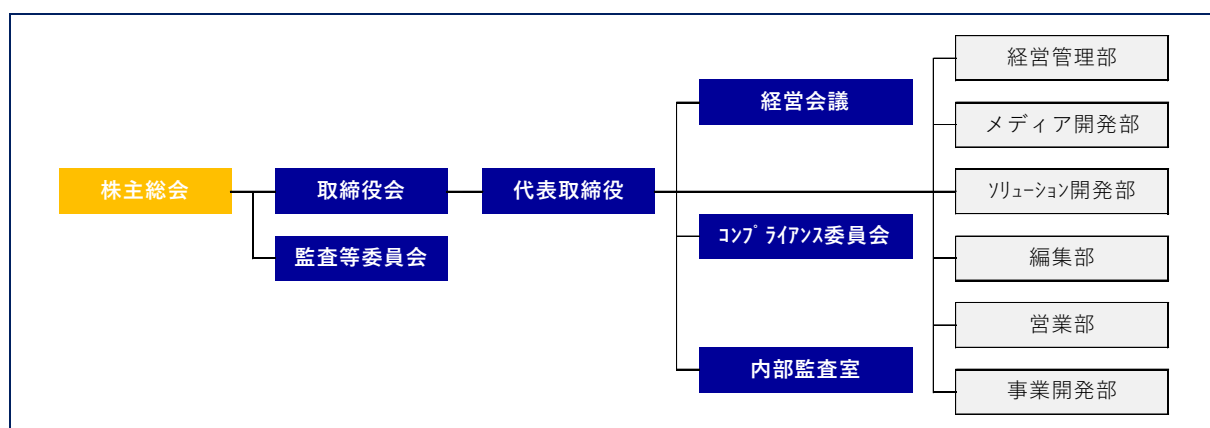 株主総会
取締役会
監査等委員会
代表取締役
経営会議
ｺﾝﾌﾟﾗｲｱﾝｽ委員会
内部監査室
経営管理部
メディア開発部
ｿﾘｭｰｼｮﾝ開発部
編集部
営業部
事業開発部